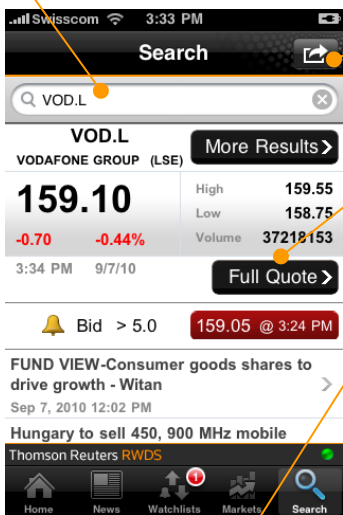 Swisscom 3:33 PM
Search
VOD.L
VOD.L
VODAFONE GROUP (LSE)
More Results
159.10
-0.70 -0.44%
High 159.55
Low 158.75
Volume 37218153
3:34 PM 9/7/10
Full Quote
Bid > 5.0
159.05 @ 3:24 PM
FUND VIEW-Consumer goods shares to
drive growth - Witan
Sep 7, 2010 12:02 PM
Hungary to sell 450, 900 MHz mobile
Thomson Reuters RWDS
1
Home News Watchlists Markets Search